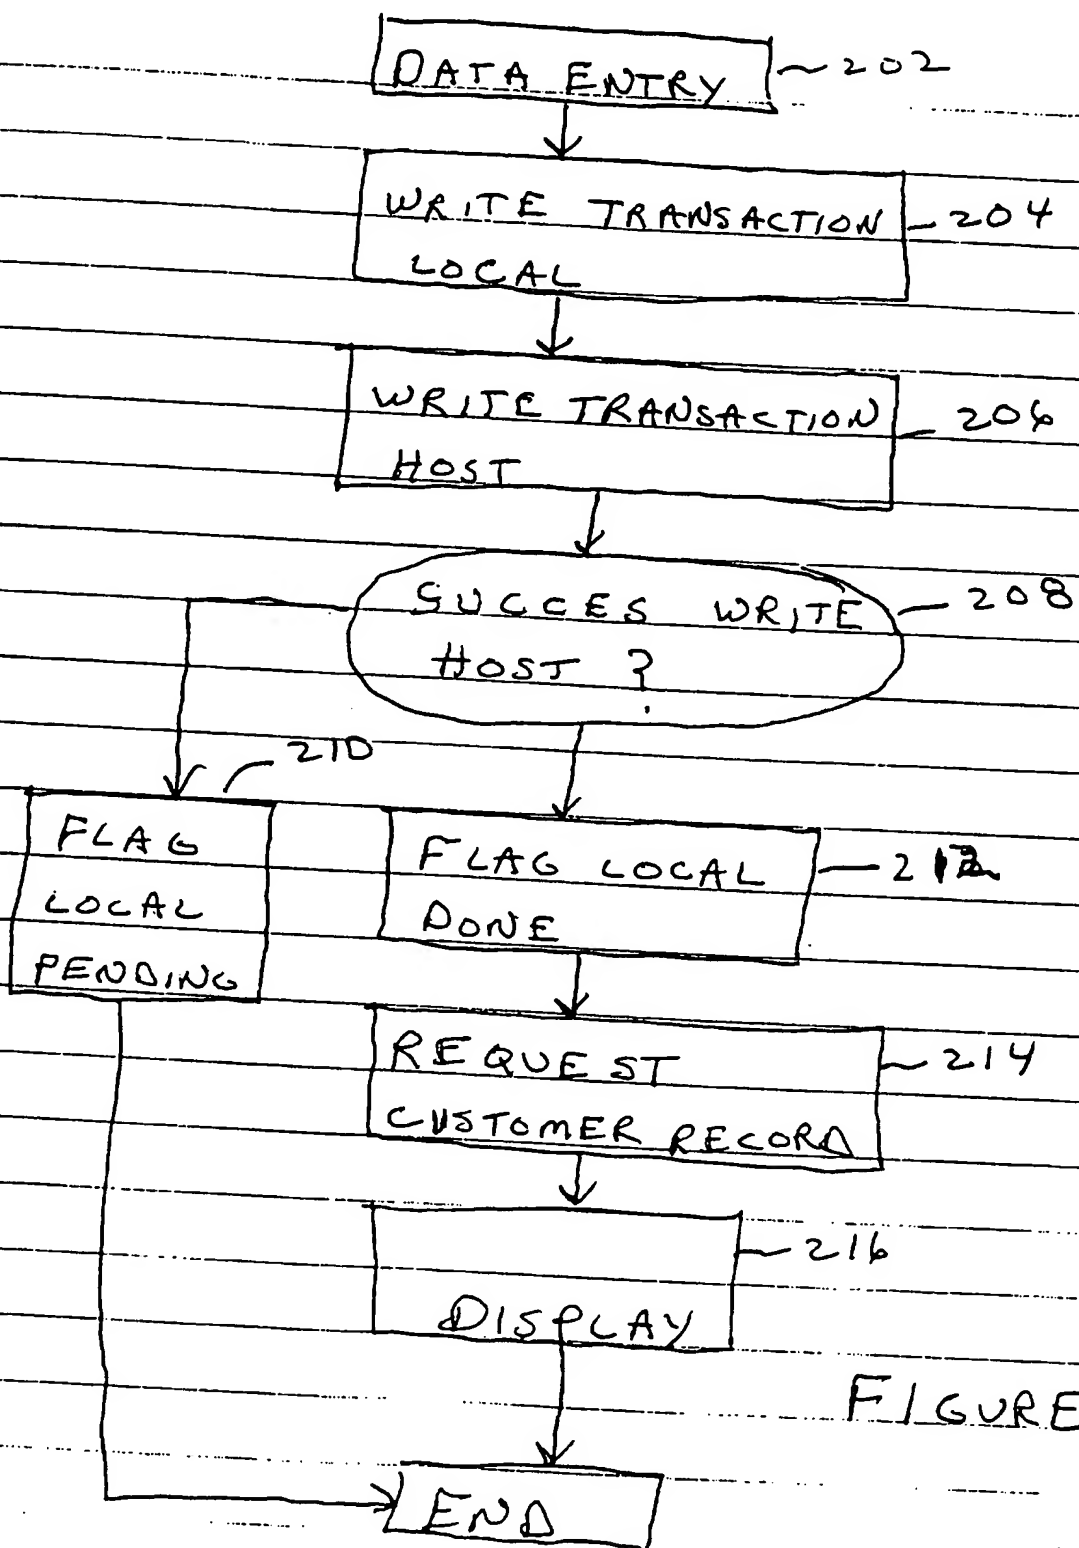 DATA ENTRY
202
WRITE TRANSACTION
LOCAL
204
WRITE TRANSACTION
HOST
206
SUCCES WRITE
HOST ?
208
210
FLAG
LOCAL
PENDING
FLAG LOCAL
DONE
212
REQUEST
CUSTOMER RECORD
214
DISPLAY
216
FIGURE
END